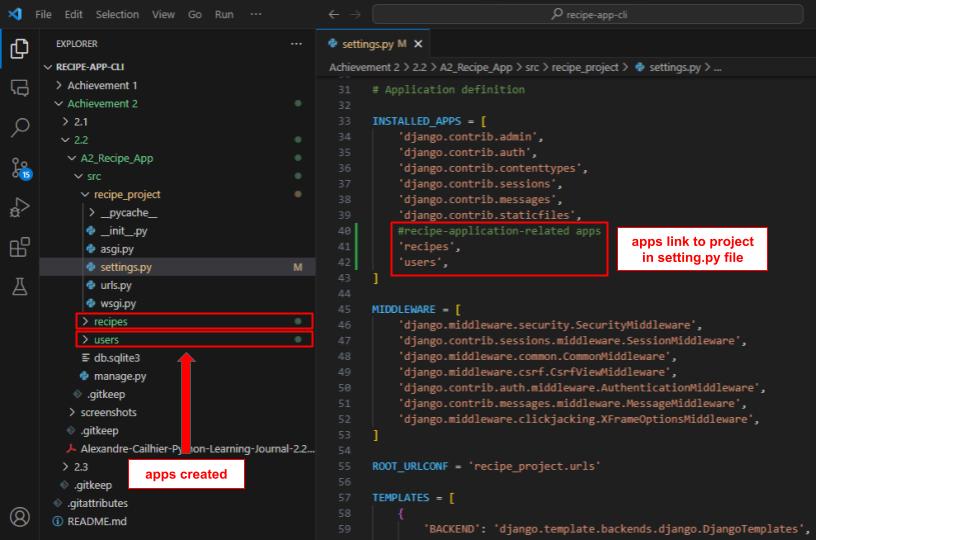 File Edit Selection View Go Run ···
recipe-app-cli
EXPLORER ···
settings.py M
RECIPE-APP-CLI
Achievement 2 > 2.2 > A2_Recipe_App > src > recipe_project > settings.py > ...
Achievement 1
Achievement 2
2.1
2.2
A2_Recipe_App
src
recipe_project
__pycache__
__init__.py
asgi.py
settings.py M
urls.py
wsgi.py
recipes
users
db.sqlite3
manage.py
.gitkeep
screenshots
.gitkeep
Alexandre-Cailhier-Python-Learning-Journal-2.2...
2.3
.gitkeep
.gitattributes
README.md
15
apps created
31 # Application definition
32
33 INSTALLED_APPS = [
34 'django.contrib.admin',
35 'django.contrib.auth',
36 'django.contrib.contenttypes',
37 'django.contrib.sessions',
38 'django.contrib.messages',
39 'django.contrib.staticfiles',
40 #recipe-application-related apps
41 'recipes',
42 'users',
43 ]
44
45 MIDDLEWARE = [
46 'django.middleware.security.SecurityMiddleware',
47 'django.contrib.sessions.middleware.SessionMiddleware',
48 'django.middleware.common.CommonMiddleware',
49 'django.middleware.csrf.CsrfViewMiddleware',
50 'django.contrib.auth.middleware.AuthenticationMiddleware',
51 'django.contrib.messages.middleware.MessageMiddleware',
52 'django.middleware.clickjacking.XFrameOptionsMiddleware',
53 ]
54
55 ROOT_URLCONF = 'recipe_project.urls'
56
57 TEMPLATES = [
58 {
59 'BACKEND': 'django.template.backends.django.DjangoTemplates',
apps link to project
in setting.py file